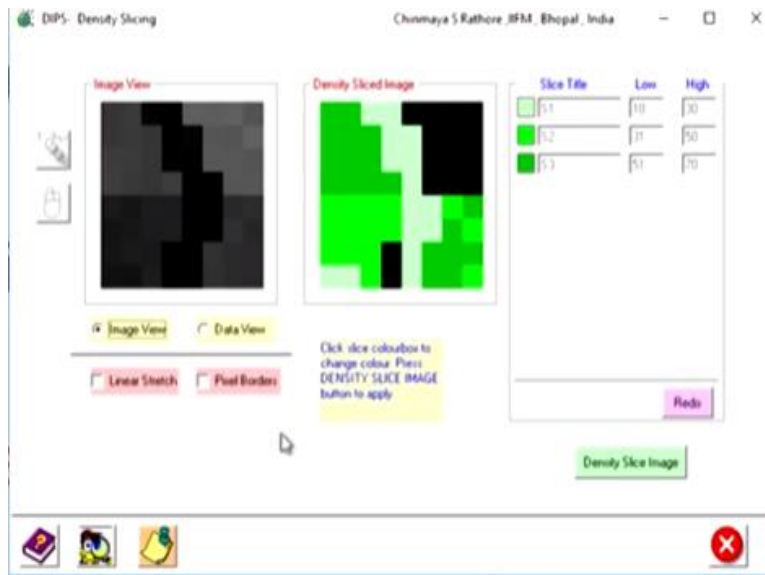 DIPS- Density Slicing
Chinmaya S Rathore ,IIFM , Bhopal , India
Image View
Density Sliced Image
Slice Title Low High
S1 10 30
S2 31 50
S3 51 70
Image View Data View
Linear Stretch Pixel Borders
Click slice colourbox to
change colour. Press
DENSITY SLICE IMAGE
button to apply
Redo
Density Slice Image